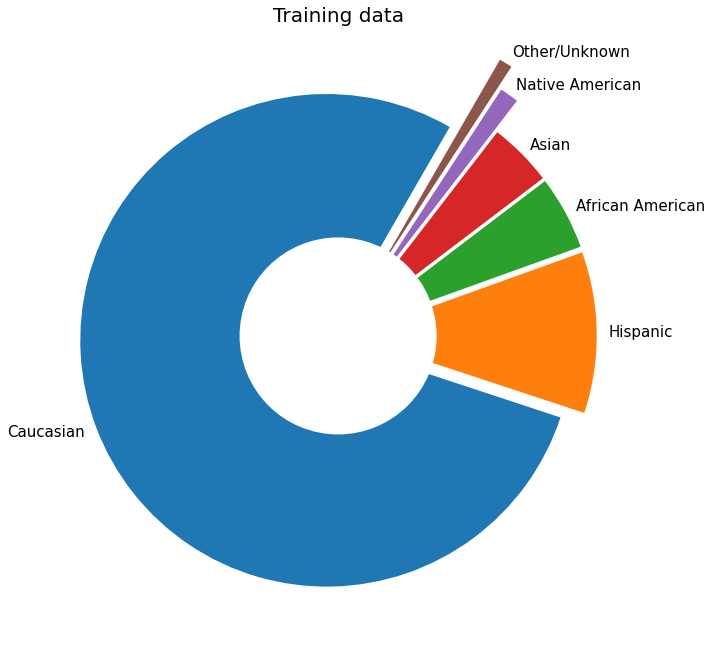 Training data
Other/Unknown
Native American
Asian
African American
Hispanic
Caucasian